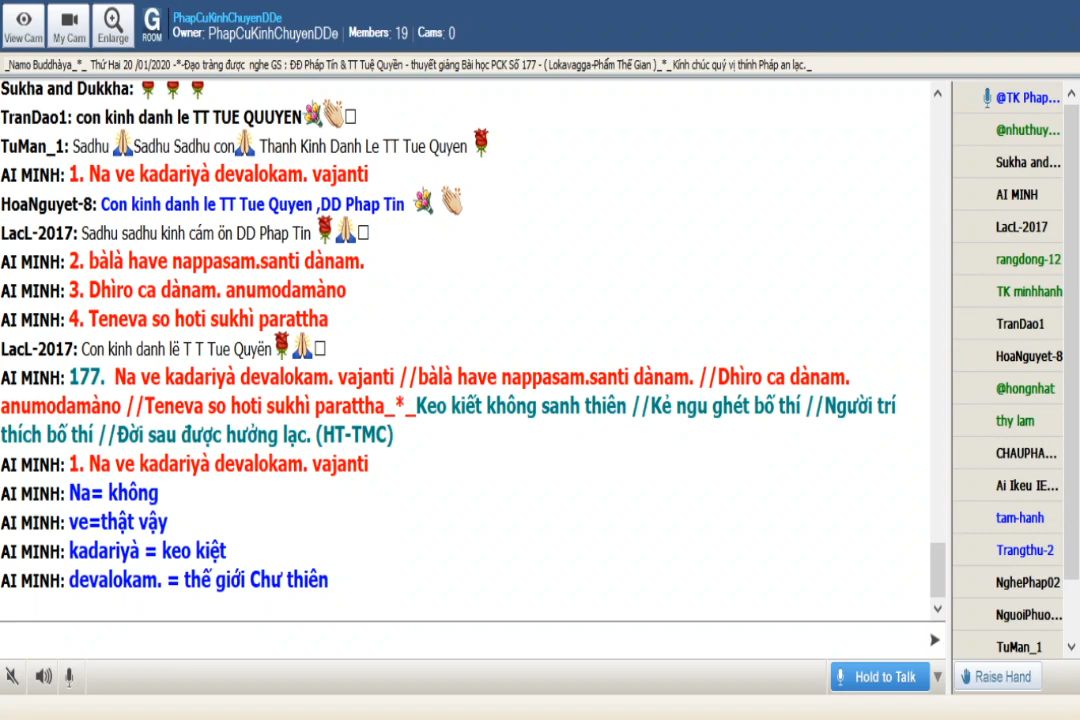 View Cam
My Cam
Enlarge
G
ROOM
PhapCuKinhChuyenDDe
Owner: PhapCuKinhChuyenDDe | Members: 19 | Cams: 0
_Namo Buddhàya_*_ Thứ Hai 20 /01/2020 -*-Đạo tràng được nghe GS : ĐĐ Pháp Tín & TT Tuệ Quyền - thuyết giảng Bài học PCK Số 177 - ( Lokavagga-Phẩm Thế Gian )_*_ Kính chúc quý vị thính Pháp an lạc._
Sukha and Dukkha: 🌹 🌹 🌹
TranDao1: con kinh danh le TT TUE QUUYEN💐👏□
TuMan_1: Sadhu 🙏Sadhu Sadhu con🙏 Thanh Kinh Danh Le TT Tue Quyen 🌹
AI MINH: 1. Na ve kadariyà devalokam. vajanti
HoaNguyet-8: Con kinh danh le TT Tue Quyen ,DD Phap Tin 💐 👏
LacL-2017: Sadhu sadhu kinh cám ön DD Phap Tin 🌹🙏□
AI MINH: 2. bàlà have nappasam.santi dànam.
AI MINH: 3. Dhìro ca dànam. anumodamàno
AI MINH: 4. Teneva so hoti sukhì parattha
LacL-2017: Con kinh danh lë T T Tue Quyën🌹🙏□
AI MINH: 177. Na ve kadariyà devalokam. vajanti //bàlà have nappasam.santi dànam. //Dhìro ca dànam.
anumodamàno //Teneva so hoti sukhì parattha_*_Keo kiết không sanh thiên //Kẻ ngu ghét bố thí //Người trí
thích bố thí //Đời sau được hưởng lạc. (HT-TMC)
AI MINH: 1. Na ve kadariyà devalokam. vajanti
AI MINH: Na= không
AI MINH: ve=thật vậy
AI MINH: kadariyà = keo kiệt
AI MINH: devalokam. = thế giới Chư thiên
Hold to Talk
@TK Phap...
@nhuthuy...
Sukha and...
AI MINH
LacL-2017
rangdong-12
TK minhhanh
TranDao1
HoaNguyet-8
@hongnhat
thy lam
CHAUPHA...
Ai Ikeu IE...
tam-hanh
Trangthu-2
NghePhap02
NguoiPhuo...
TuMan_1
Raise Hand